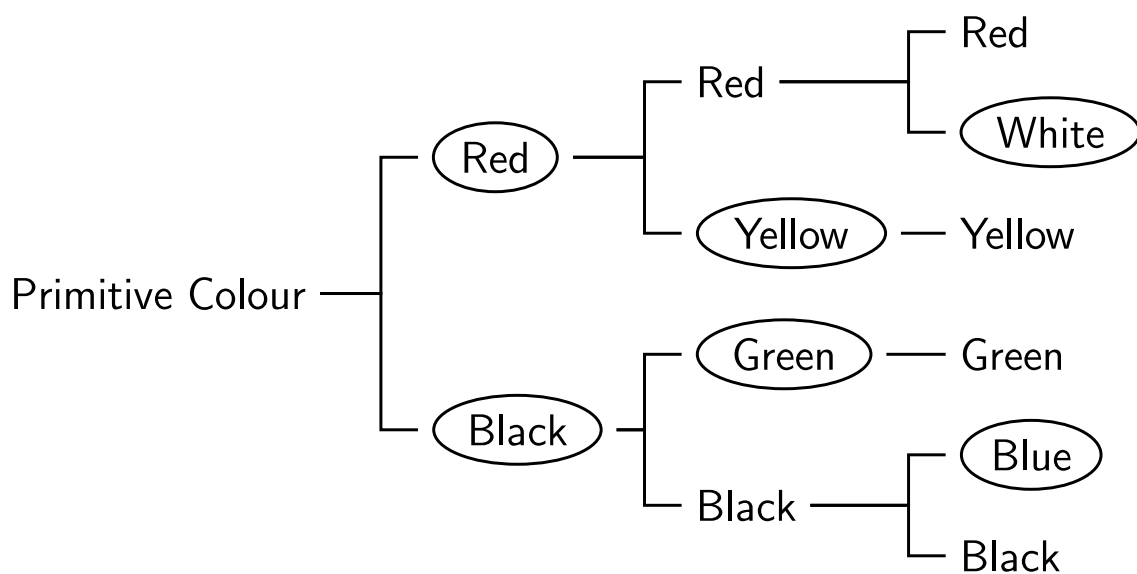 Red
Red
White
Red
Yellow
Yellow
Primitive Colour
Green
Green
Black
Blue
Black
Black